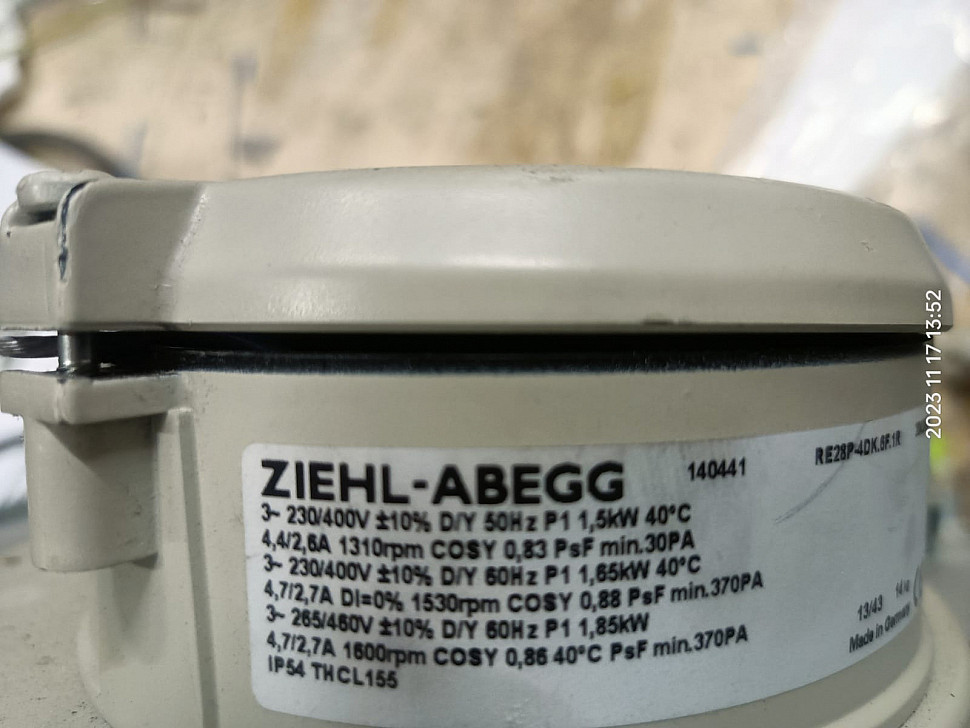 ZIEHL-ABEGG 140441 RE28P-4DK.6F.1R
3~ 230/400V ±10% D/Y 50Hz P1 1,5kW 40°C
4,4/2,6A 1310rpm COSY 0,83 PsF min.30PA
3~ 230/400V ±10% D/Y 60Hz P1 1,65kW 40°C
4,7/2,7A DI=0% 1530rpm COSY 0,88 PsF min.370PA
3~ 265/460V ±10% D/Y 60Hz P1 1,85kW
4,7/2,7A 1600rpm COSY 0,86 40°C PsF min.370PA
IP54 THCL155
13/43
Made in Germany
2023 11 17 13:52